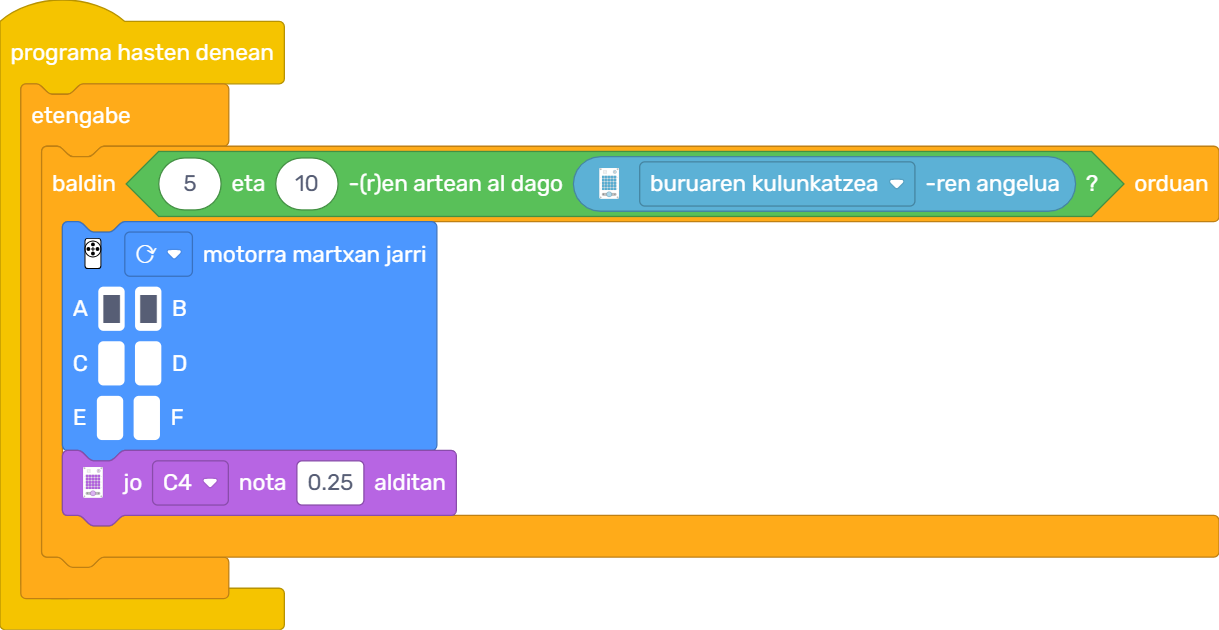 programa hasten denean
etengabe
baldin 5 eta 10 -(r)en artean al dago buruaren kulunkatzea -ren angelua ? orduan
motorra martxan jarri
A B
C D
E F
jo C4 nota 0.25 alditan